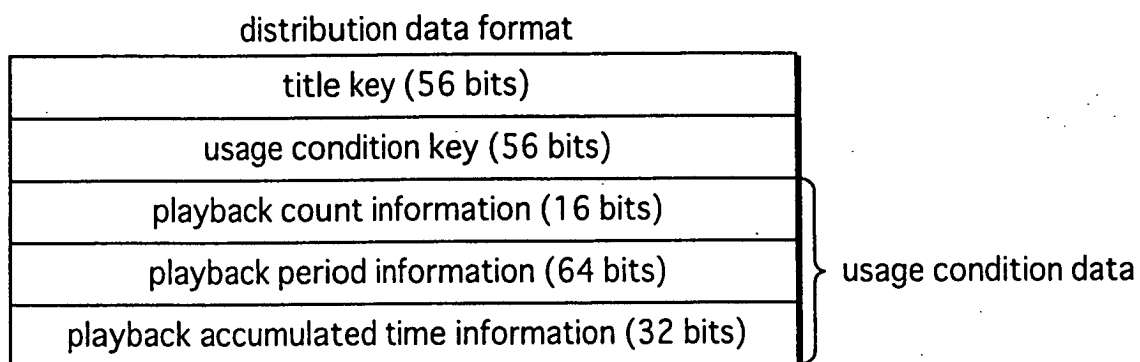 distribution data format
title key (56 bits)
usage condition key (56 bits)
playback count information (16 bits)
playback period information (64 bits)
usage condition data
playback accumulated time information (32 bits)